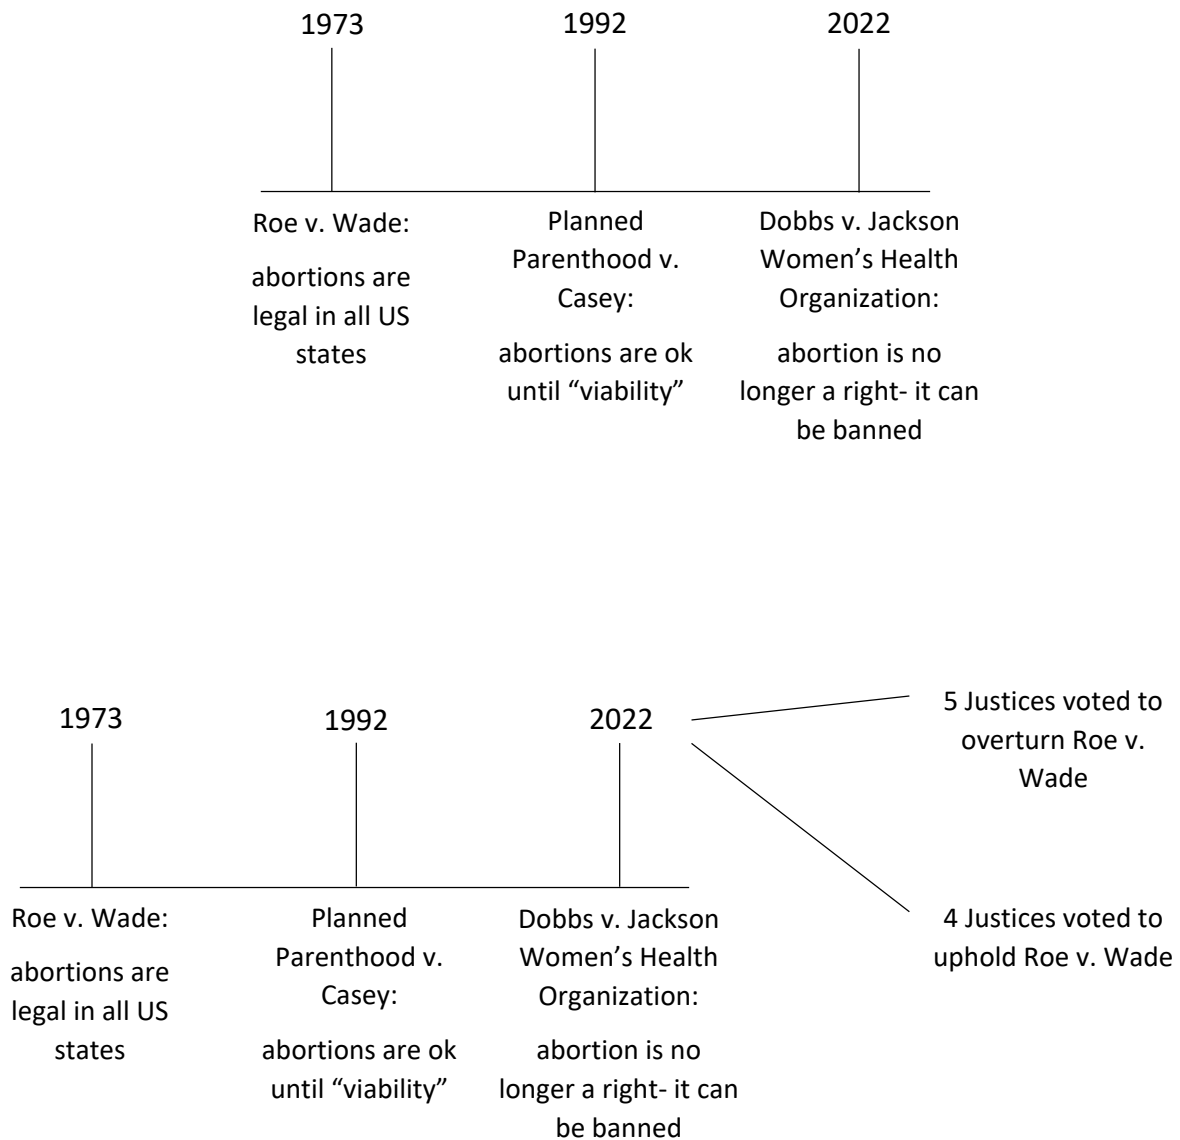 1973
1992
2022
Roe v. Wade:
abortions are
legal in all US
states
Planned
Parenthood v.
Casey:
abortions are ok
until “viability”
Dobbs v. Jackson
Women’s Health
Organization:
abortion is no
longer a right- it can
be banned
1973
1992
2022
5 Justices voted to
overturn Roe v.
Wade
4 Justices voted to
uphold Roe v. Wade
Roe v. Wade:
abortions are
legal in all US
states
Planned
Parenthood v.
Casey:
abortions are ok
until “viability”
Dobbs v. Jackson
Women’s Health
Organization:
abortion is no
longer a right- it can
be banned